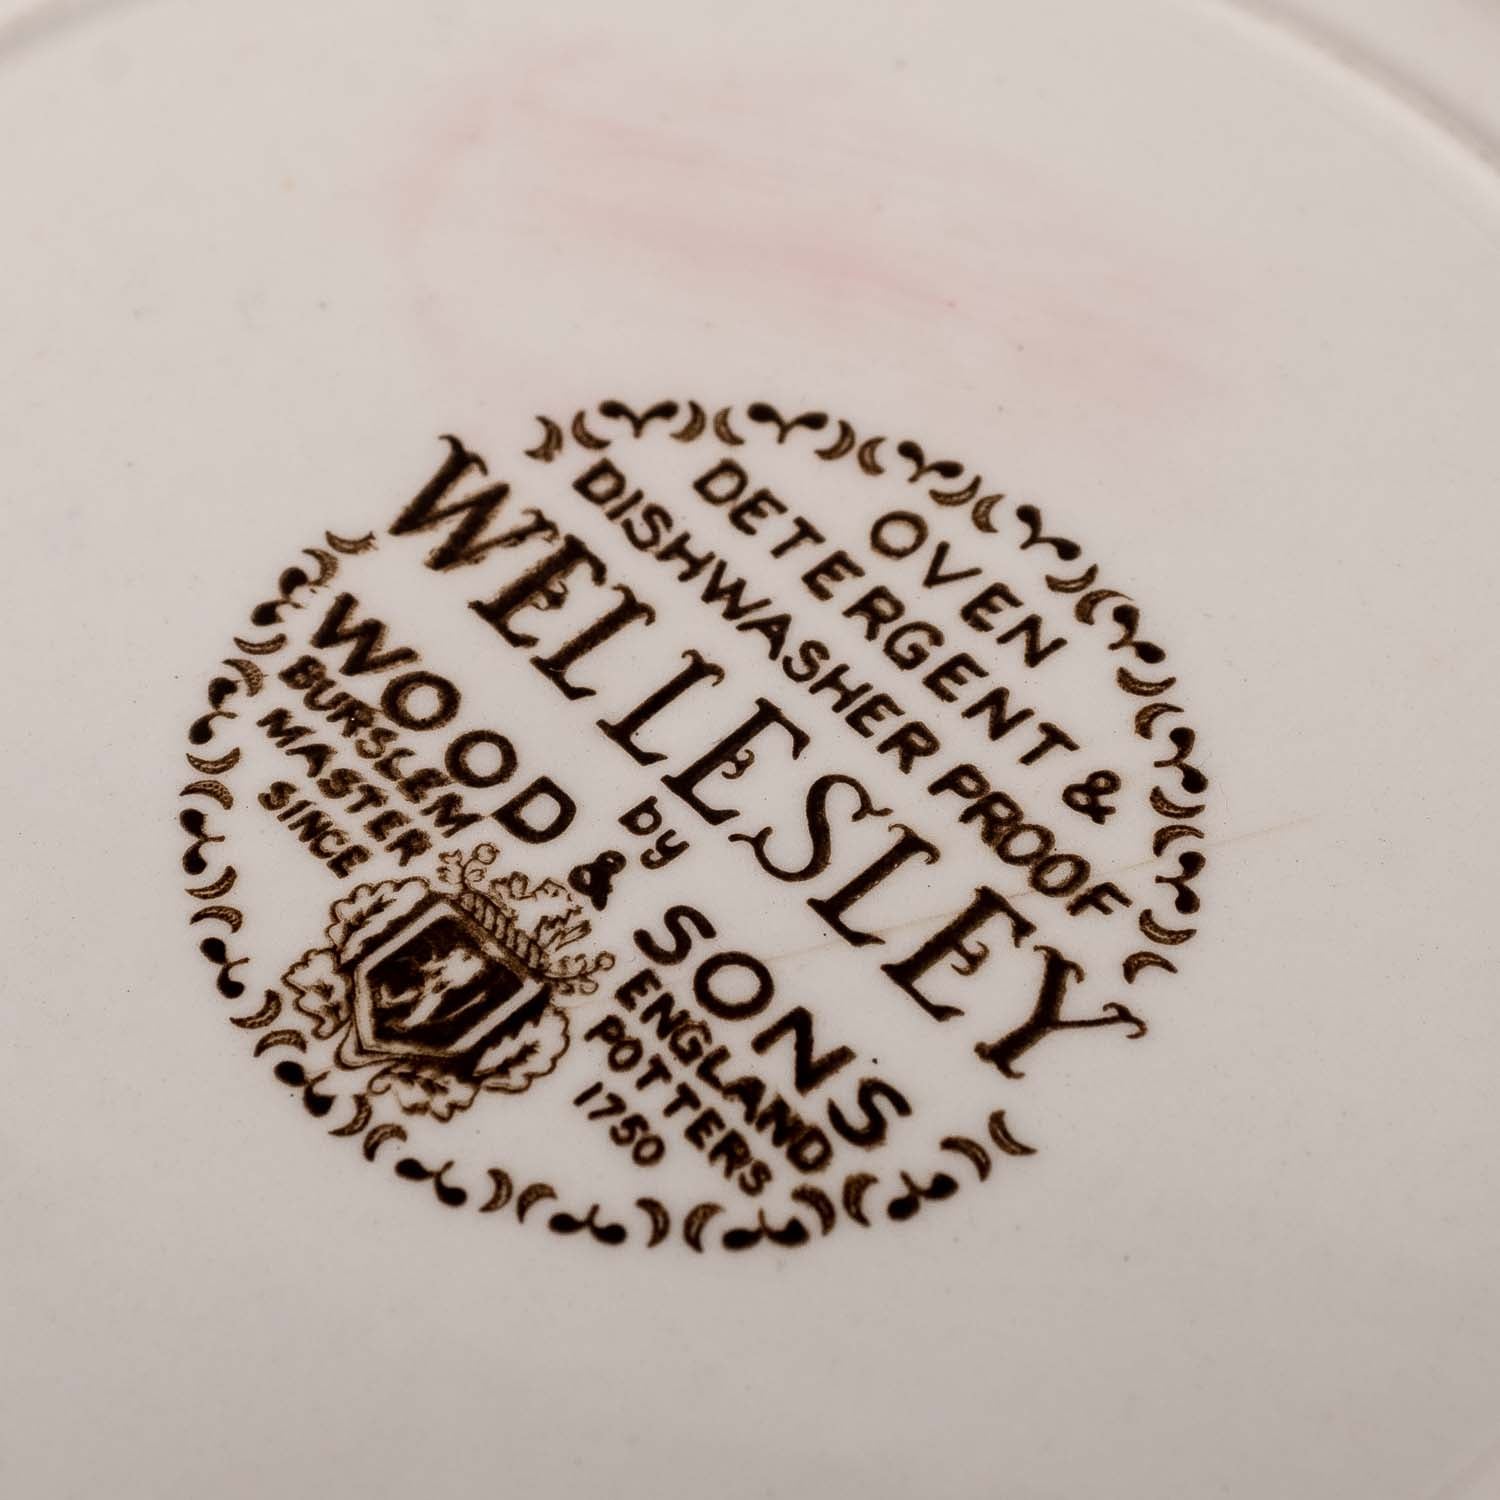 OVEN
DETERGENT &
DISHWASHER PROOF
WELLESLEY
by
WOOD & SONS
BURSLEM ENGLAND
MASTER POTTERS
SINCE 1750